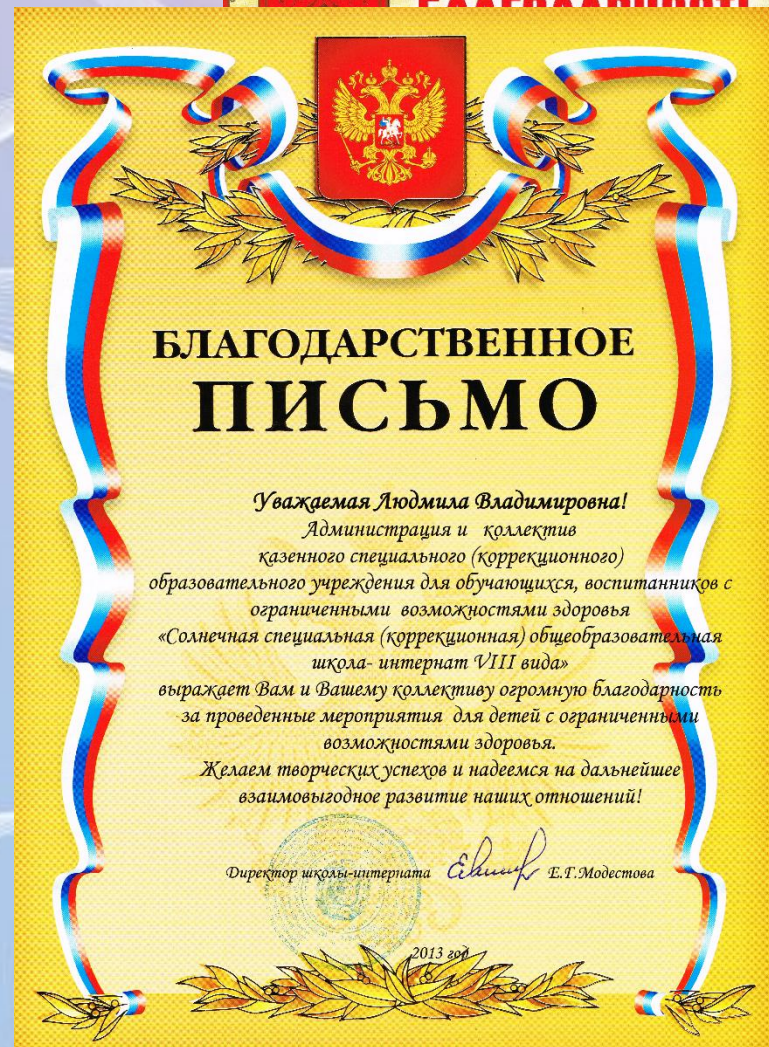 БЛАГОДАРСТВЕННОЕ
ПИСЬМО
Уважаемая Людмила Владимировна!
Администрация и коллектив
казенного специального (коррекционного)
образовательного учреждения для обучающихся, воспитанников с
ограниченными возможностями здоровья
«Солнечная специальная (коррекционная) общеобразовательная
школа- интернат VIII вида»
выражает Вам и Вашему коллективу огромную благодарность
за проведенные мероприятия для детей с ограниченными
возможностями здоровья.
Желаем творческих успехов и надеемся на дальнейшее
взаимовыгодное развитие наших отношений!
Директор школы-интерната Е.Г.Модестова
2013 год